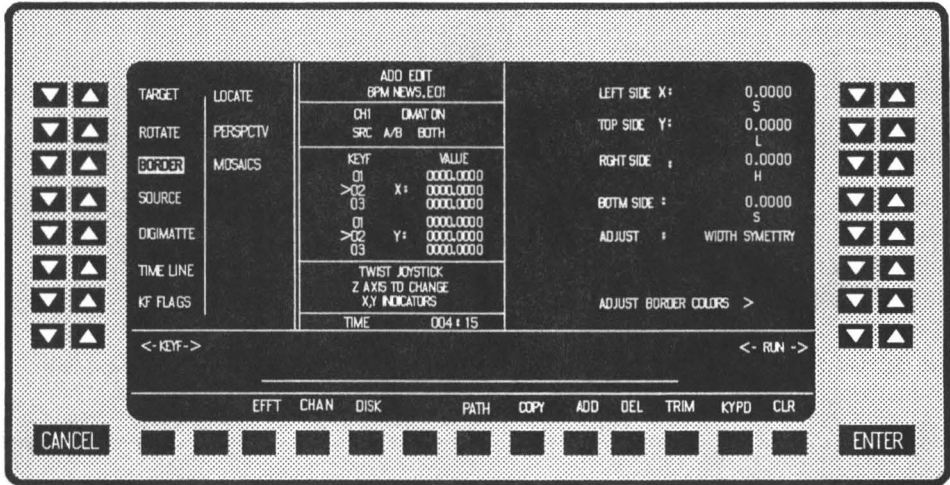 TARGET LOCATE
ROTATE PERSPCTV
BORDER MOSAICS
SOURCE
DIGIMATTE
TIME LINE
KF FLAGS
<-KEYF->
ADO EDIT
BPM NEWS.E01
CH1 DMAT ON
SRC A/B BOTH
KEYF VALUE
01 0000.0000
>02 X: 0000.0000
03 0000.0000
01 0000.0000
>02 Y: 0000.0000
03 0000.0000
TWIST JOYSTICK
Z AXIS TO CHANGE
X,Y INDICATORS
TIME 004:15
LEFT SIDE X: 0.0000
S
TOP SIDE Y: 0.0000
L
RGHT SIDE : 0.0000
H
BOTM SIDE : 0.0000
S
ADJUST : WIDTH SYMETTRY
ADJUST BORDER COLORS >
<- RUN ->
EFFT CHAN DISK PATH COPY ADD DEL TRIM KYPD CLR
CANCEL ENTER